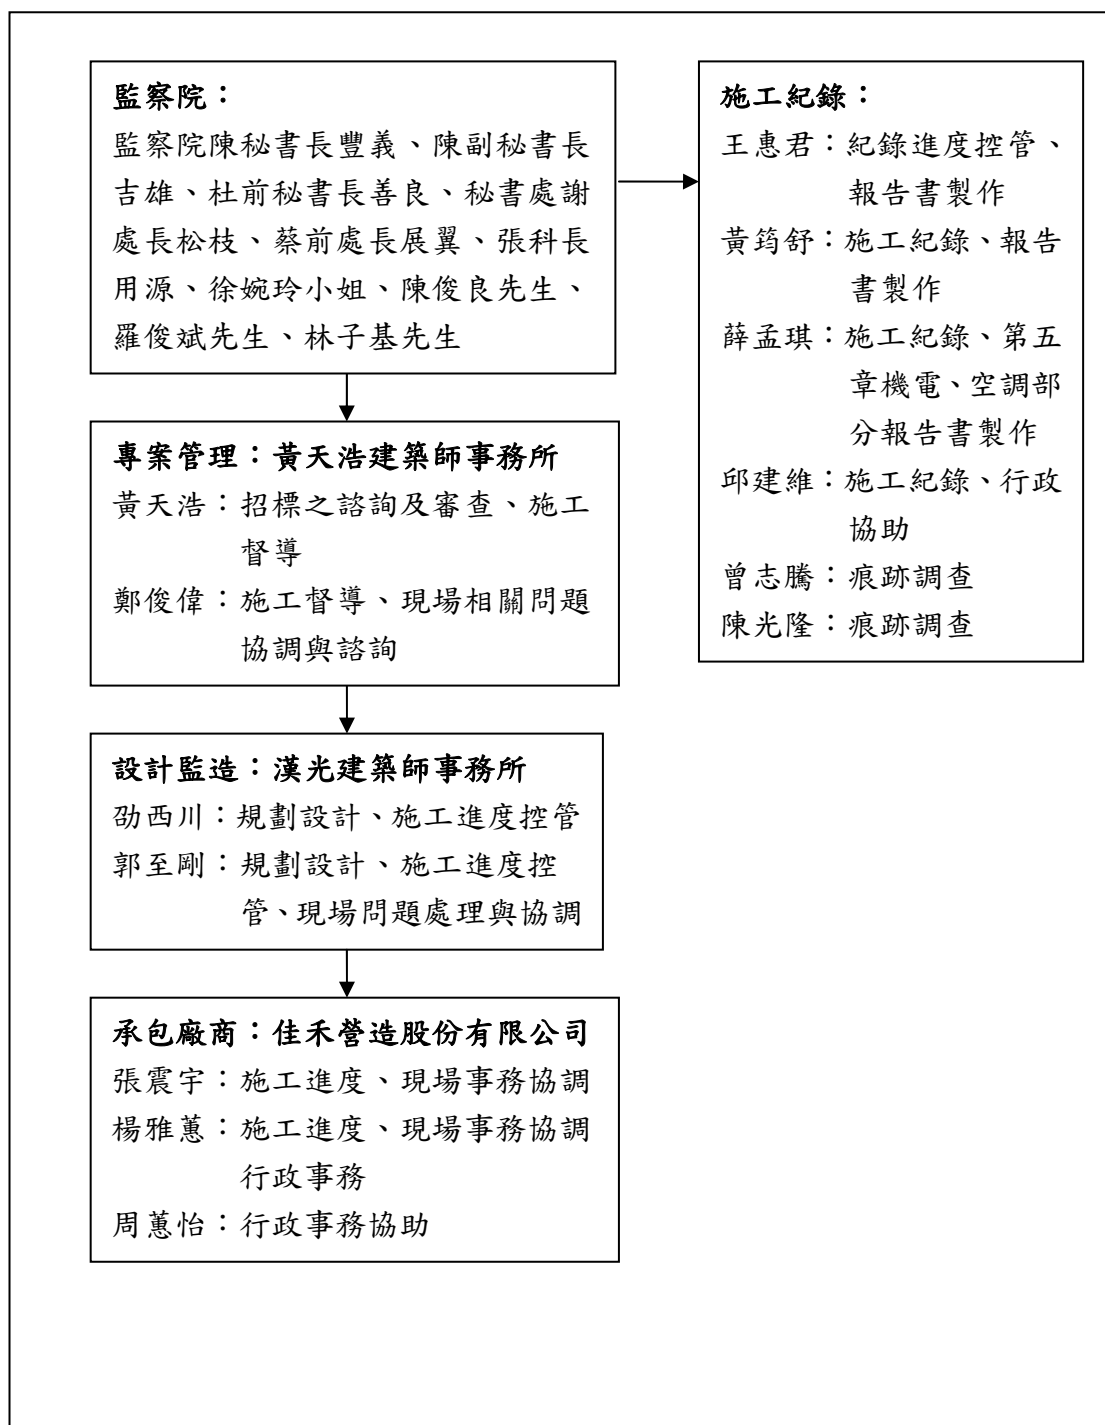 監察院：
監察院陳秘書長豐義、陳副秘書長
吉雄、杜前秘書長善良、秘書處謝
處長松枝、蔡前處長展翼、張科長
用源、徐婉玲小姐、陳俊良先生、
羅俊斌先生、林子基先生
施工紀錄：
王惠君：紀錄進度控管、
報告書製作
黃筠舒：施工紀錄、報告
書製作
薛孟琪：施工紀錄、第五
章機電、空調部
分報告書製作
邱建維：施工紀錄、行政
協助
曾志騰：痕跡調查
陳光隆：痕跡調查
專案管理：黃天浩建築師事務所
黃天浩：招標之諮詢及審查、施工
督導
鄭俊偉：施工督導、現場相關問題
協調與諮詢
設計監造：漢光建築師事務所
劭西川：規劃設計、施工進度控管
郭至剛：規劃設計、施工進度控
管、現場問題處理與協調
承包廠商：佳禾營造股份有限公司
張震宇：施工進度、現場事務協調
楊雅蕙：施工進度、現場事務協調
行政事務
周蕙怡：行政事務協助